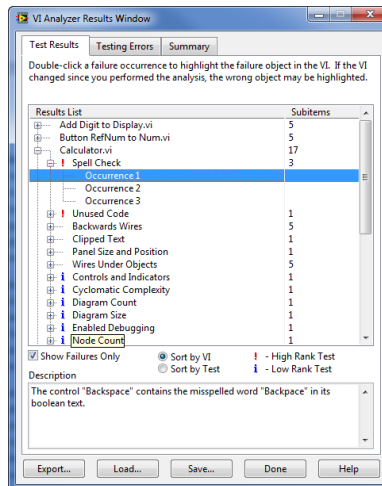 VI Analyzer Results Window
Test Results Testing Errors Summary
Double-click a failure occurrence to highlight the failure object in the VI. If the VI
changed since you performed the analysis, the wrong object may be highlighted.
Results List Subitems
Add Digit to Display.vi 5
Button RefNum to Num.vi 5
Calculator.vi 17
! Spell Check 3
Occurrence 1
Occurrence 2
Occurrence 3
! Unused Code 1
Backwards Wires 5
Clipped Text 1
Panel Size and Position 1
Wires Under Objects 5
i Controls and Indicators 1
i Cyclomatic Complexity 1
i Diagram Count 1
i Diagram Size 1
i Enabled Debugging 1
i Node Count 1
Show Failures Only Sort by VI ! - High Rank Test
Sort by Test i - Low Rank Test
Description
The control "Backspace" contains the misspelled word "Backpace" in its
boolean text.
Export... Load... Save... Done Help